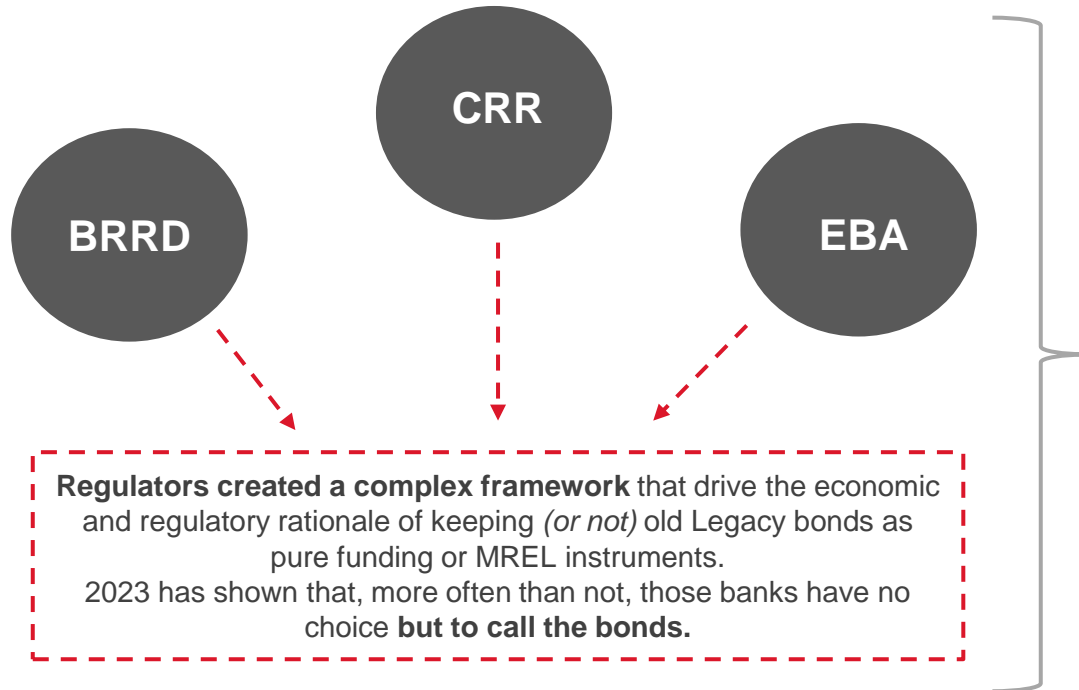 CRR
BRRD
EBA
Regulators created a complex framework that drive the economic
and regulatory rationale of keeping (or not) old Legacy bonds as
pure funding or MREL instruments.
2023 has shown that, more often than not, those banks have no
choice but to call the bonds.